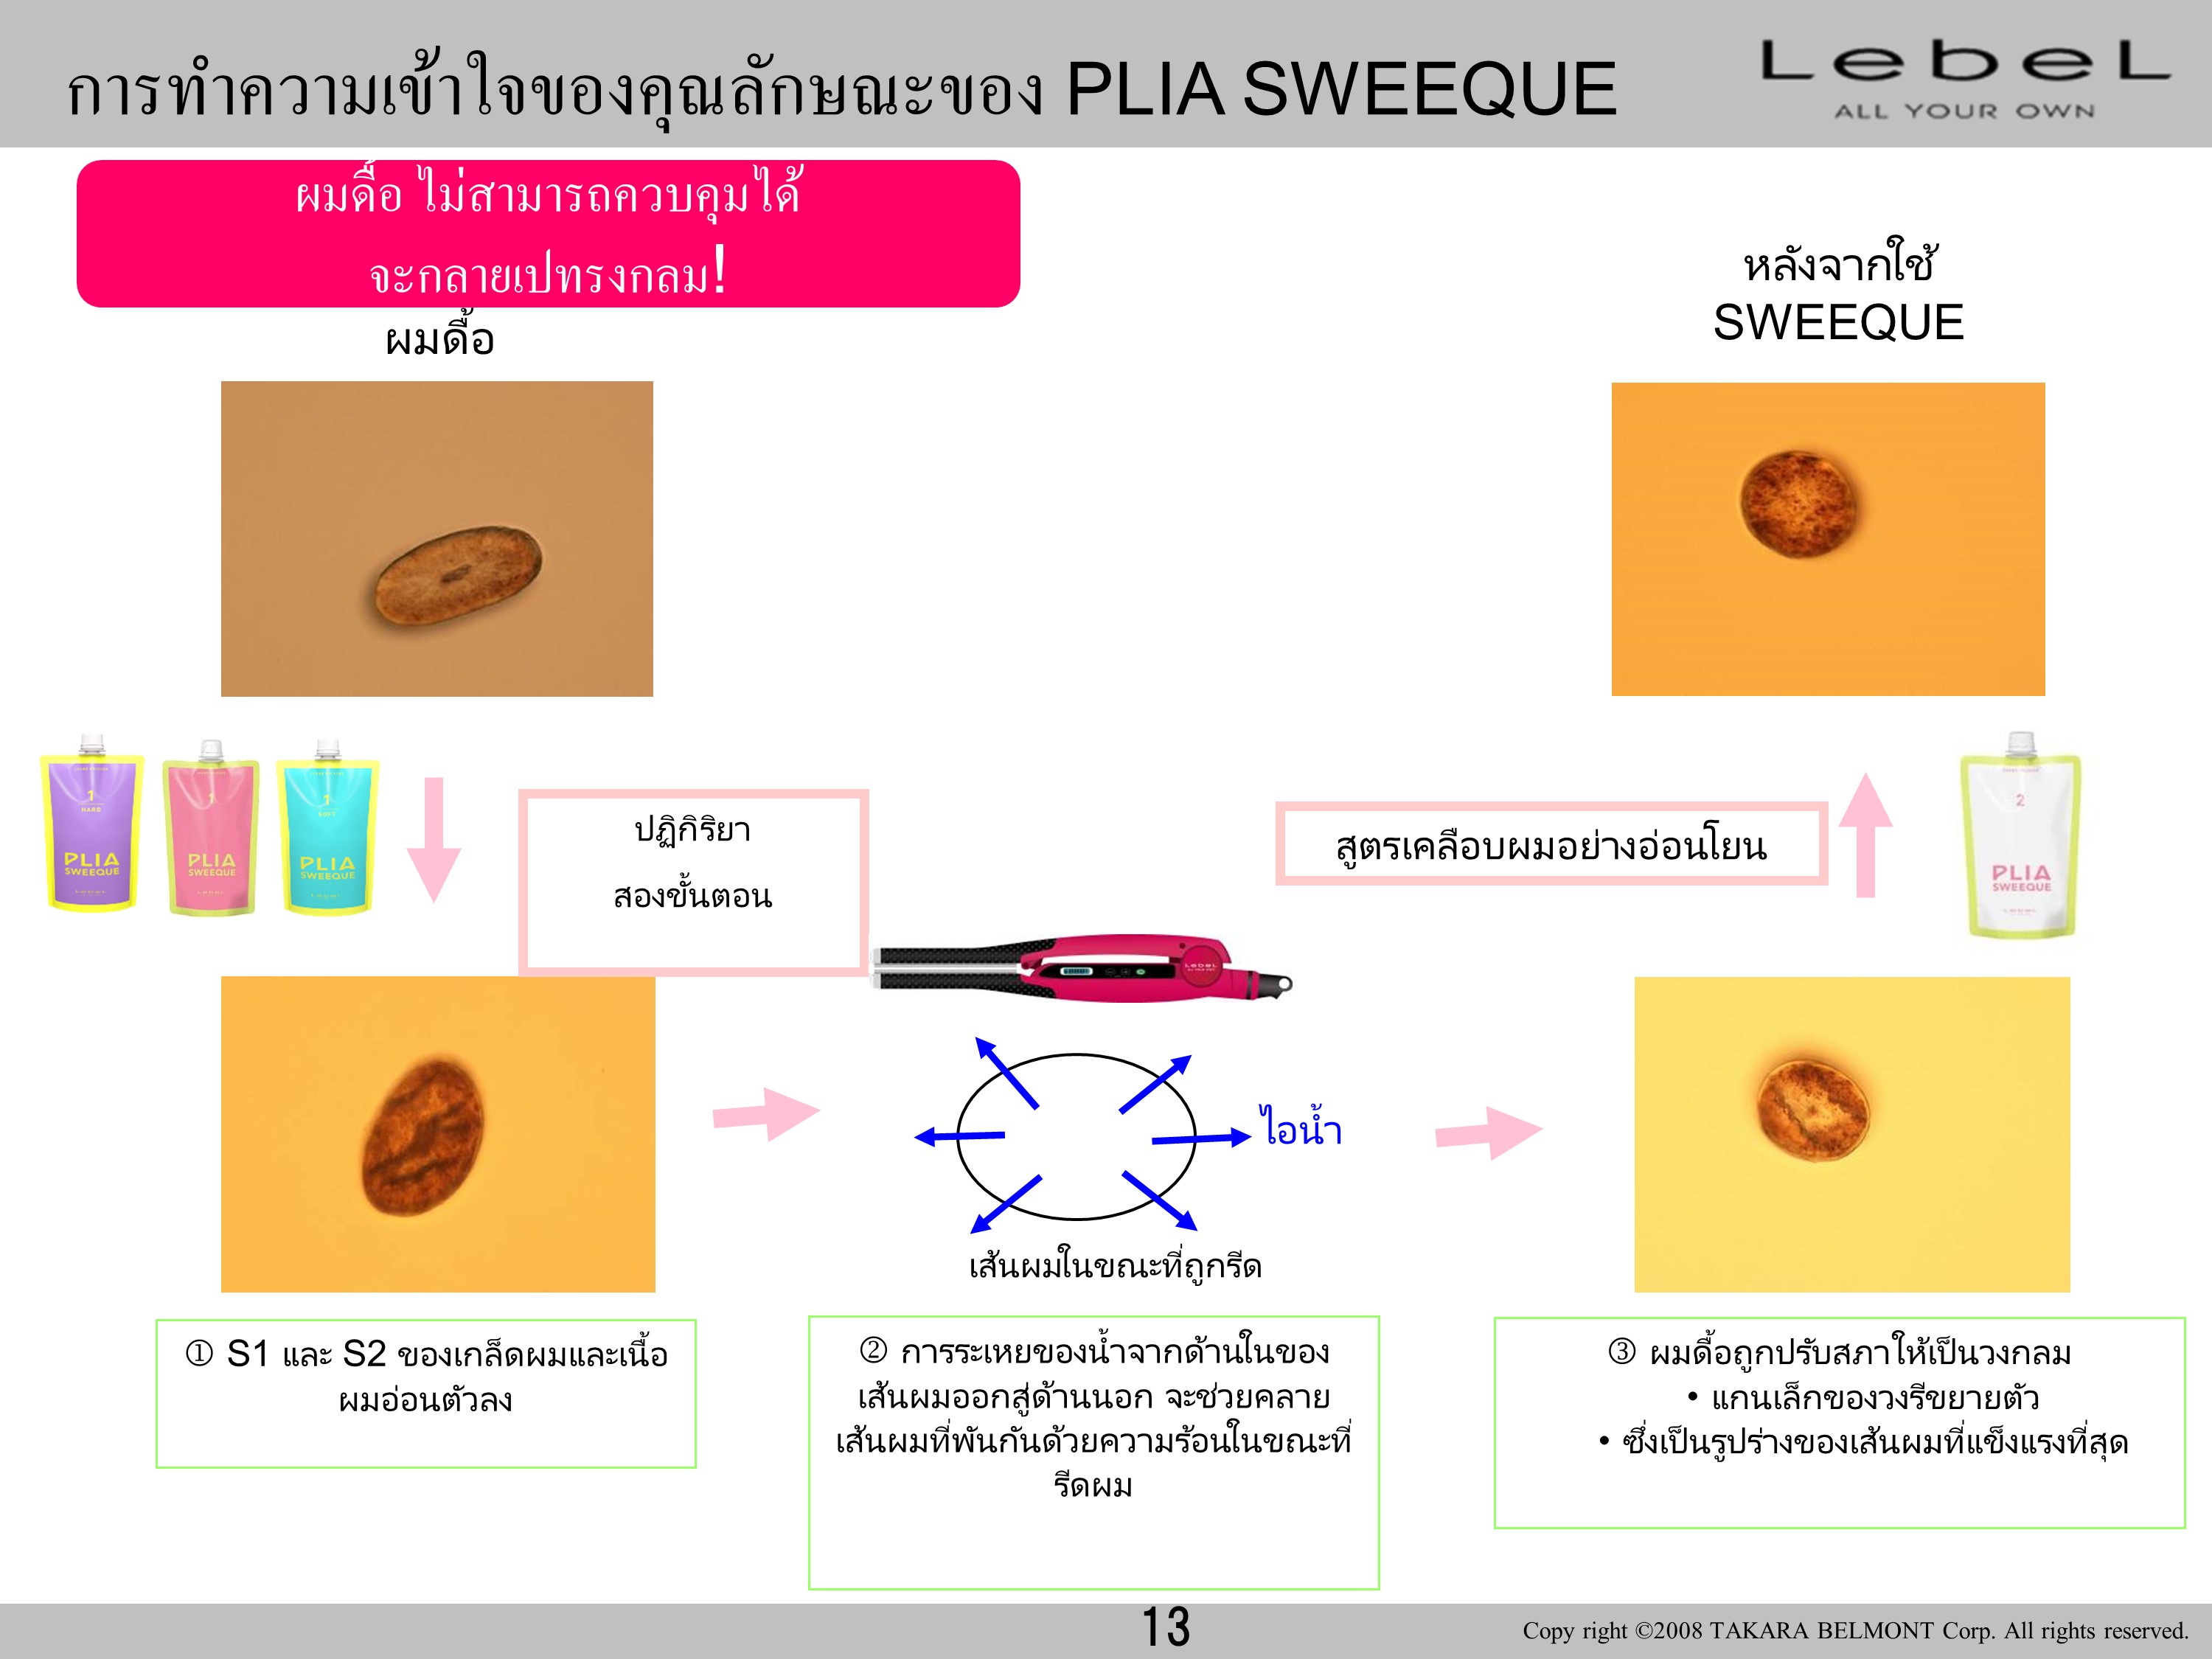 การทำความเข้าใจของคุณลักษณะของ PLIA SWEEQUE
LebeL
ALL YOUR OWN
ผมดื้อ ไม่สามารถควบคุมได้
จะกลายเปทรงกลม!
ผมดื้อ
หลังจากใช้
SWEEQUE
1
HARD
PLIA
SWEEQUE
1
PLIA
SWEEQUE
1
SOFT
PLIA
SWEEQUE
ปฏิกิริยา
สองขั้นตอน
สูตรเคลือบผมอย่างอ่อนโยน
2
PLIA
SWEEQUE
LebeL
ไอน้ำ
เส้นผมในขณะที่ถูกรีด
① S1 และ S2 ของเกล็ดผมและเนื้อ
ผมอ่อนตัวลง
② การระเหยของน้ำจากด้านในของ
เส้นผมออกสู่ด้านนอก จะช่วยคลาย
เส้นผมที่พันกันด้วยความร้อนในขณะที่
รีดผม
③ ผมดื้อถูกปรับสภาให้เป็นวงกลม
• แกนเล็กของวงรีขยายตัว
• ซึ่งเป็นรูปร่างของเส้นผมที่แข็งแรงที่สุด
13
Copy right ©2008 TAKARA BELMONT Corp. All rights reserved.